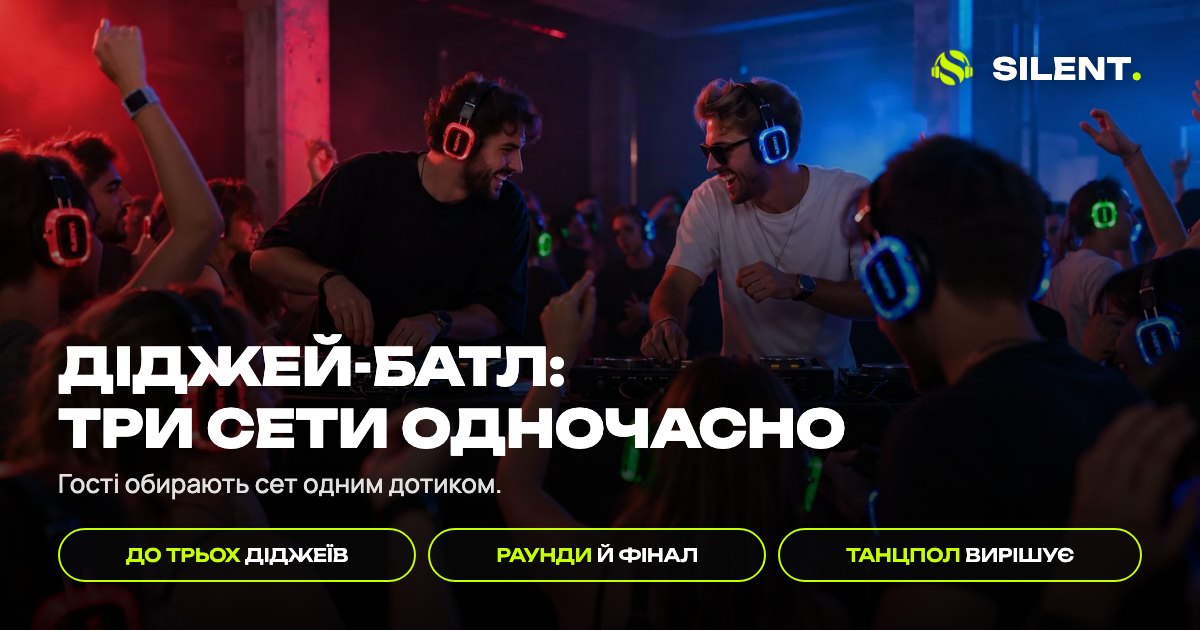 SILENT.
ДІДЖЕЙ-БАТЛ:
ТРИ СЕТИ ОДНОЧАСНО
Гості обирають сет одним дотиком.
ДО ТРЬОХ ДІДЖЕЇВ
РАУНДИ Й ФІНАЛ
ТАНЦПОЛ ВИРІШУЄ